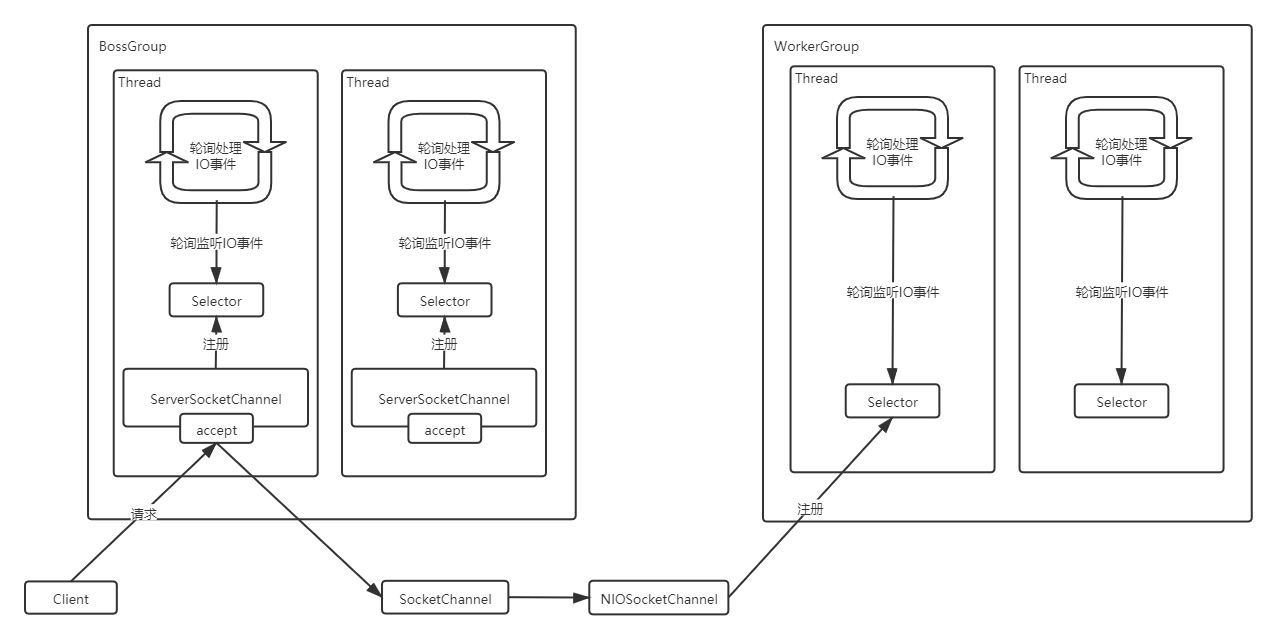 BossGroup
Thread
轮询处理
IO事件
轮询监听IO事件
Selector
注册
ServerSocketChannel
accept
Thread
轮询处理
IO事件
轮询监听IO事件
Selector
注册
ServerSocketChannel
accept
WorkerGroup
Thread
轮询处理
IO事件
轮询监听IO事件
Selector
Thread
轮询处理
IO事件
轮询监听IO事件
Selector
请求
注册
Client
SocketChannel
NIOSocketChannel